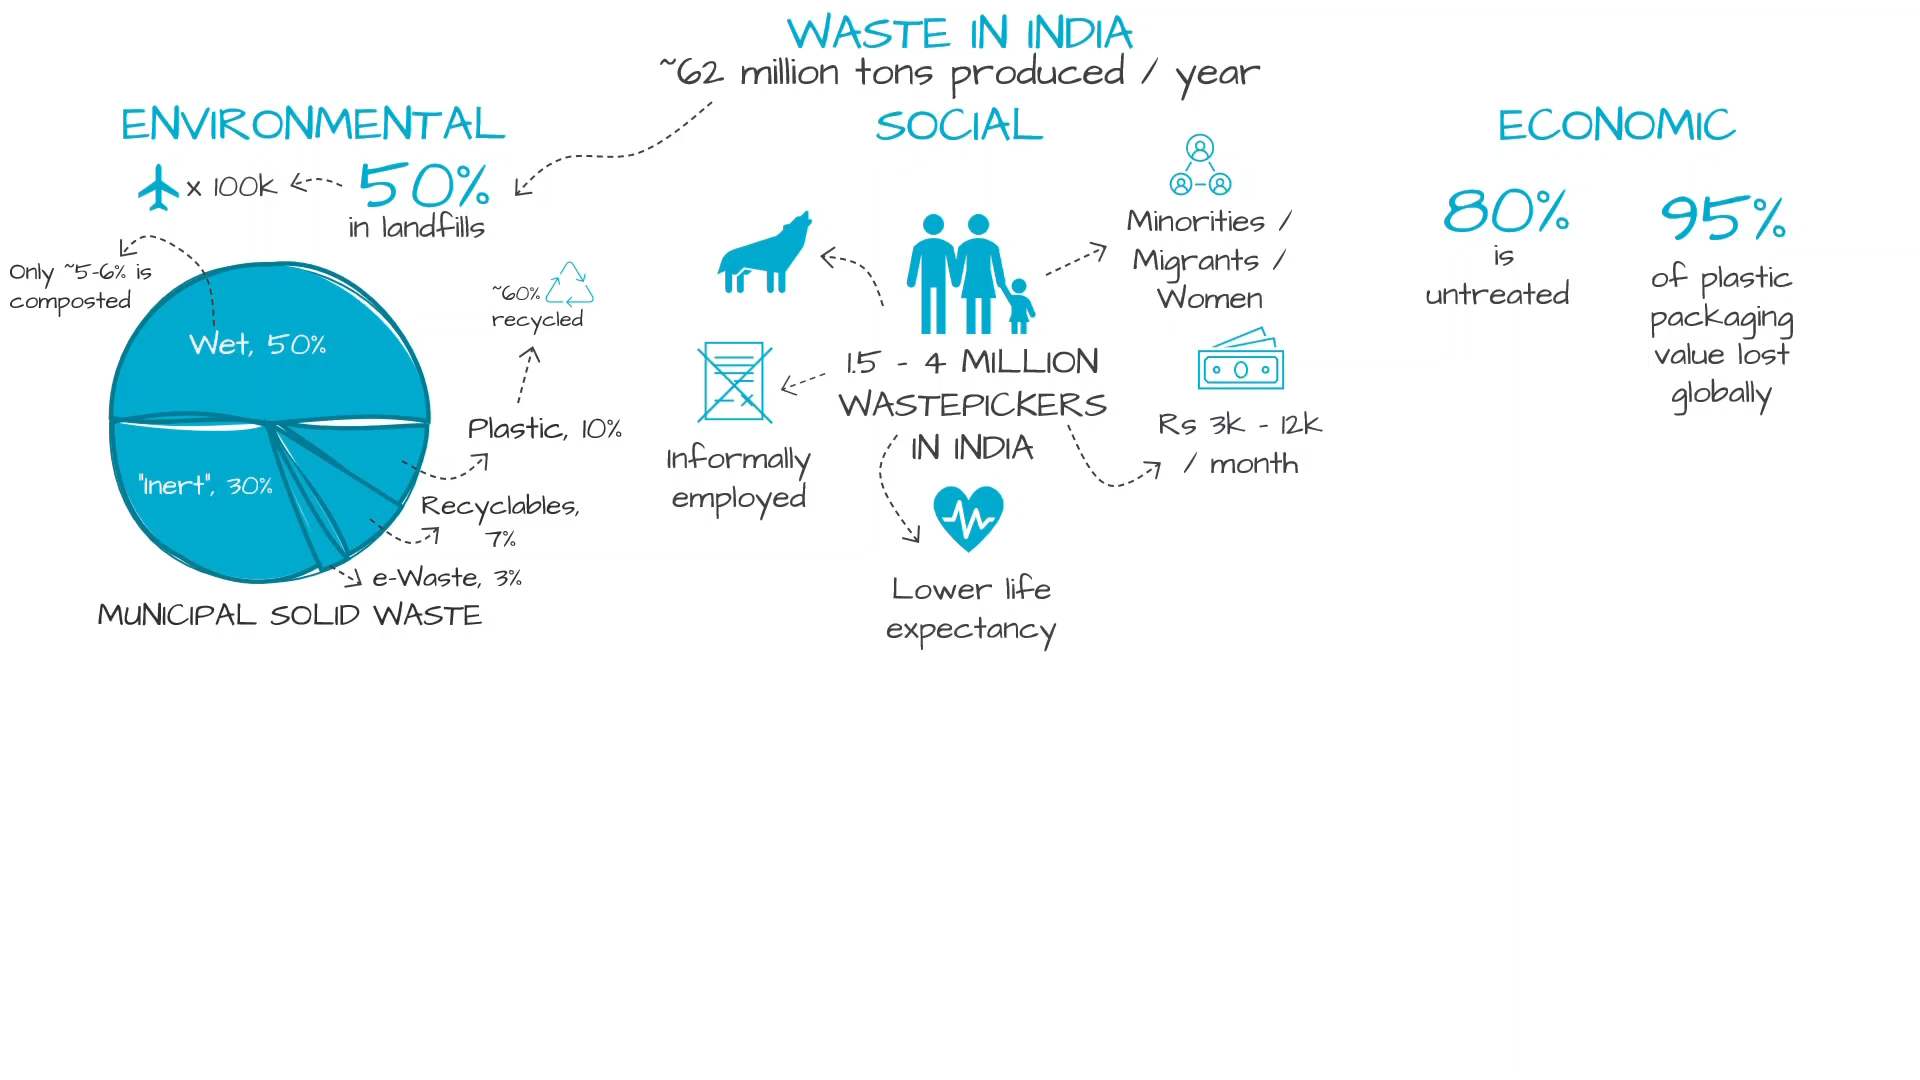 WASTE IN INDIA
~62 million tons produced / year
ENVIRONMENTAL
x 100k
50%
in landfills
Only ~5-6% is
composted
Wet, 50%
~60%
recycled
Plastic, 10%
"Inert", 30%
Recyclables,
7%
e-Waste, 3%
MUNICIPAL SOLID WASTE
SOCIAL
Minorities /
Migrants /
Women
1.5 - 4 MILLION
WASTEPICKERS
IN INDIA
Informally
employed
Rs 3k - 12k
/ month
Lower life
expectancy
ECONOMIC
80%
is
untreated
95%
of plastic
packaging
value lost
globally